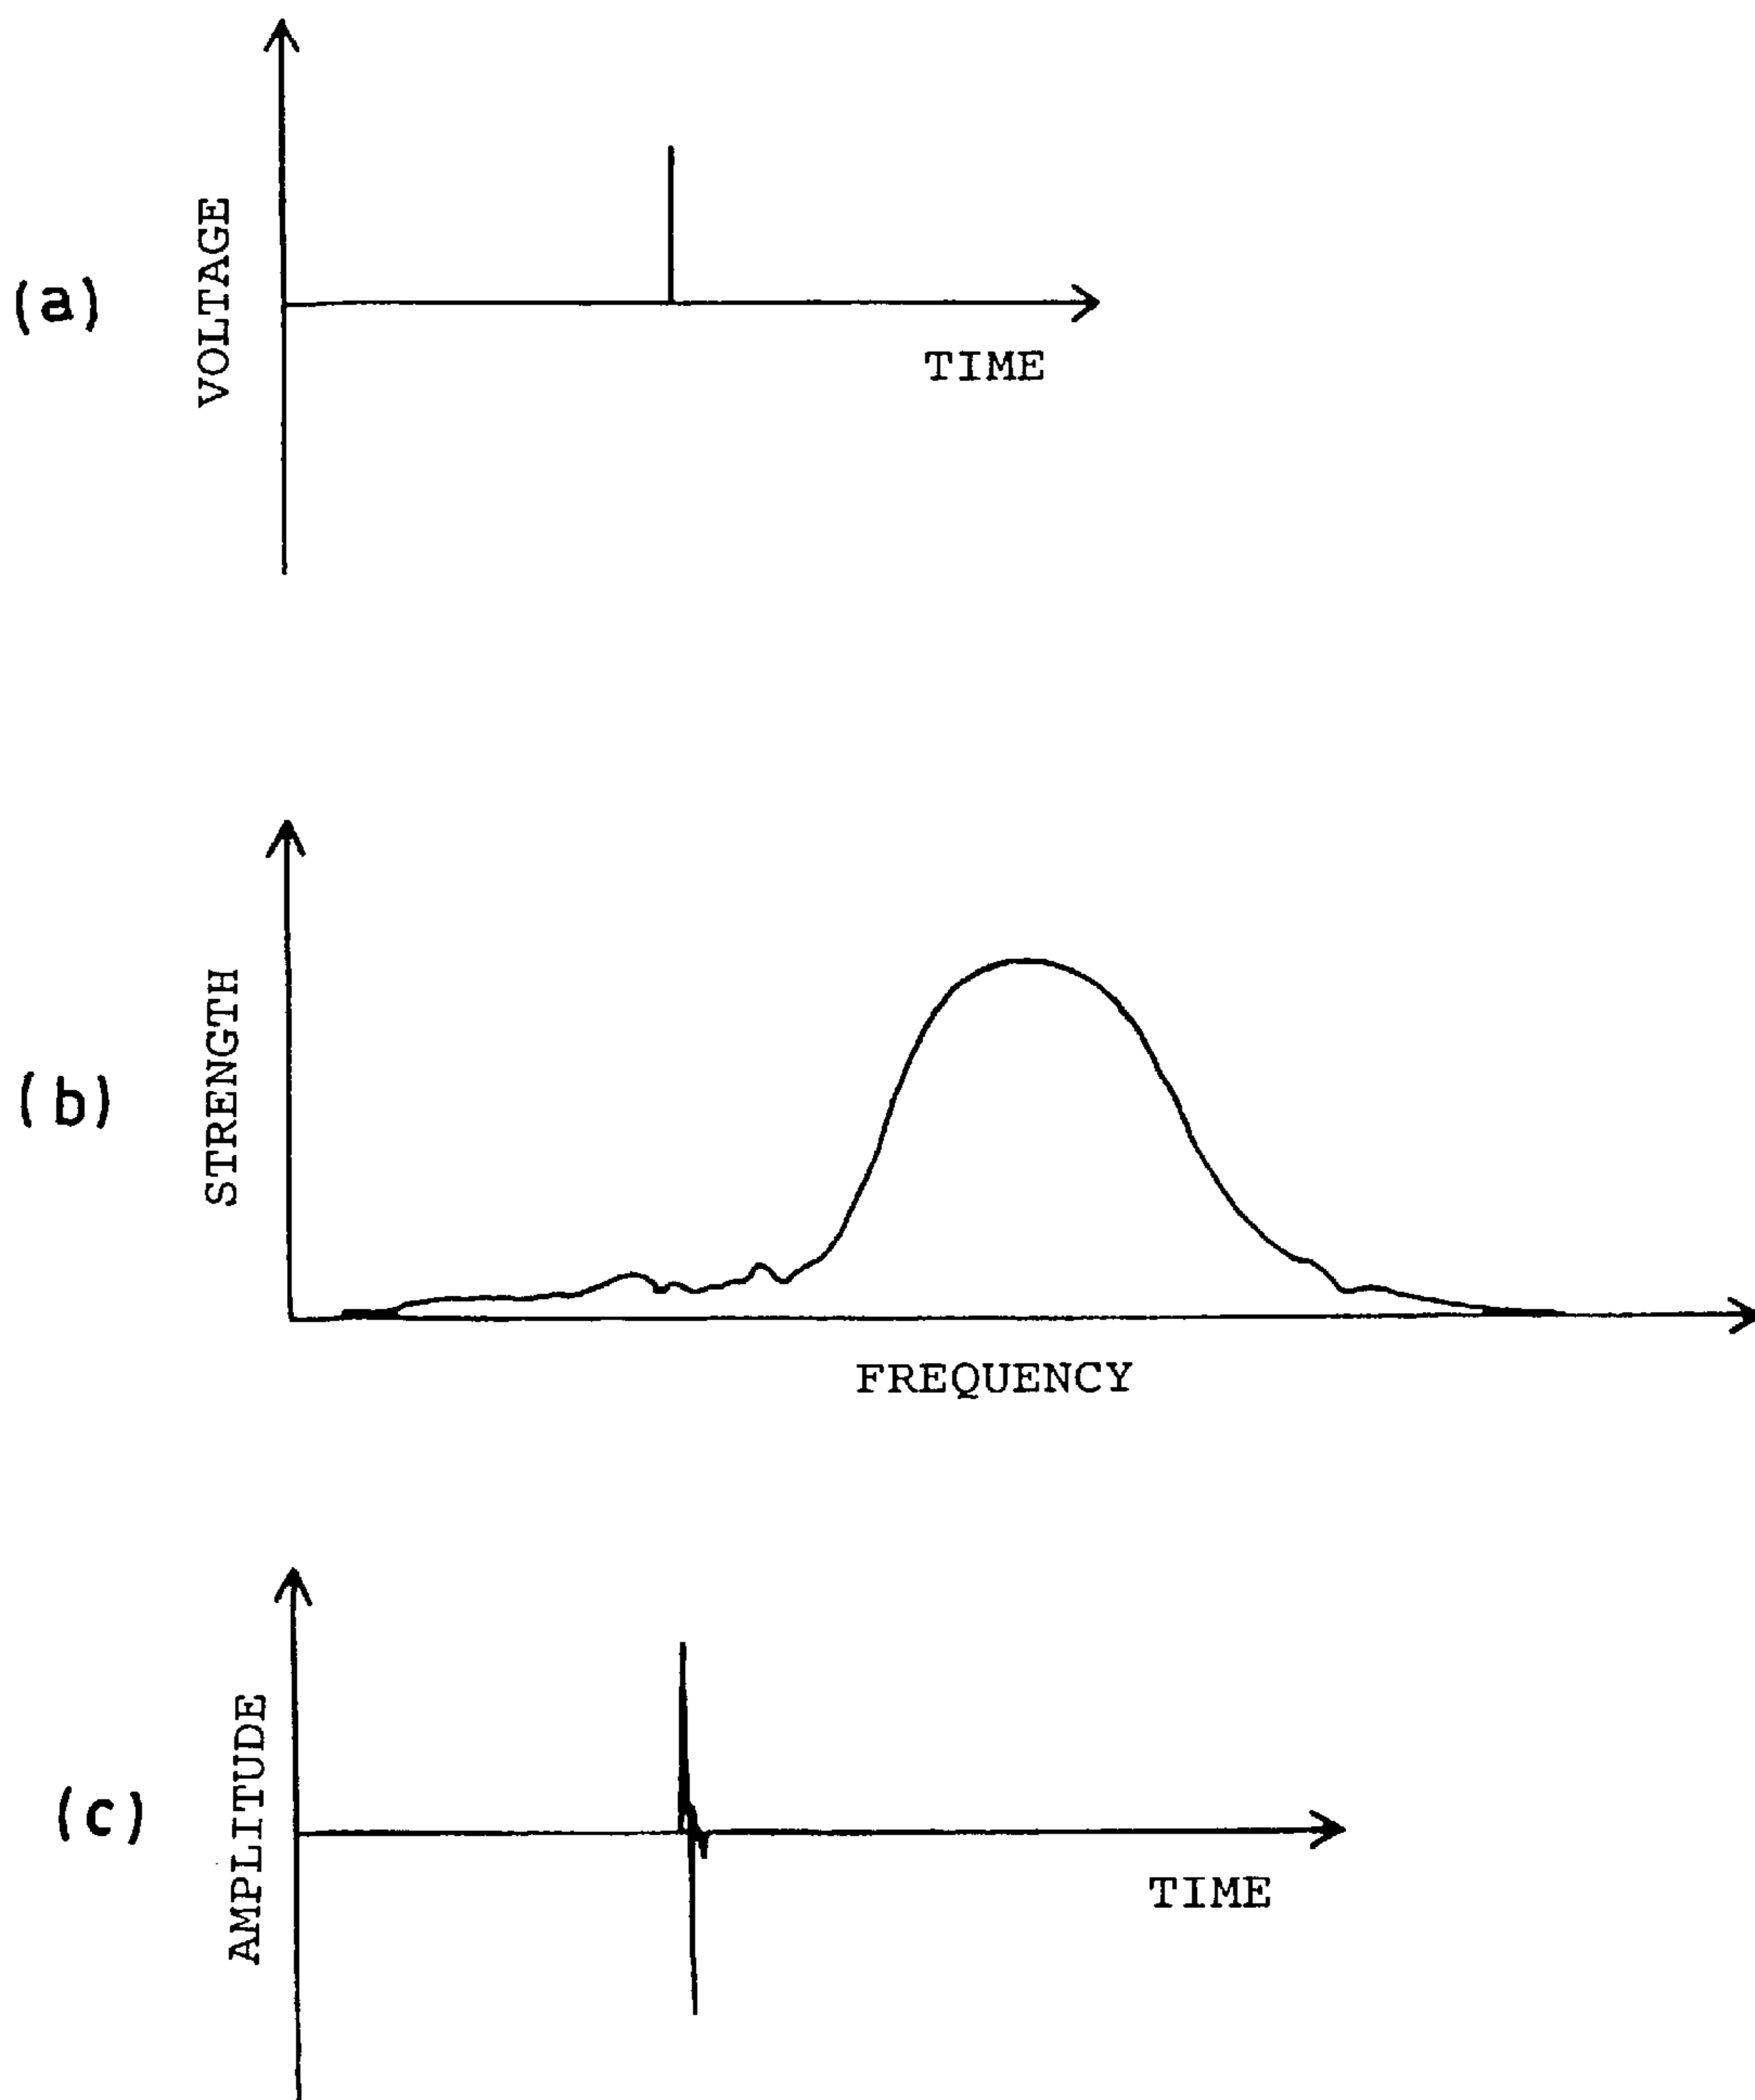 (a)
VOLTAGE
TIME
(b)
STRENGTH
FREQUENCY
(c)
AMPLITUDE
TIME